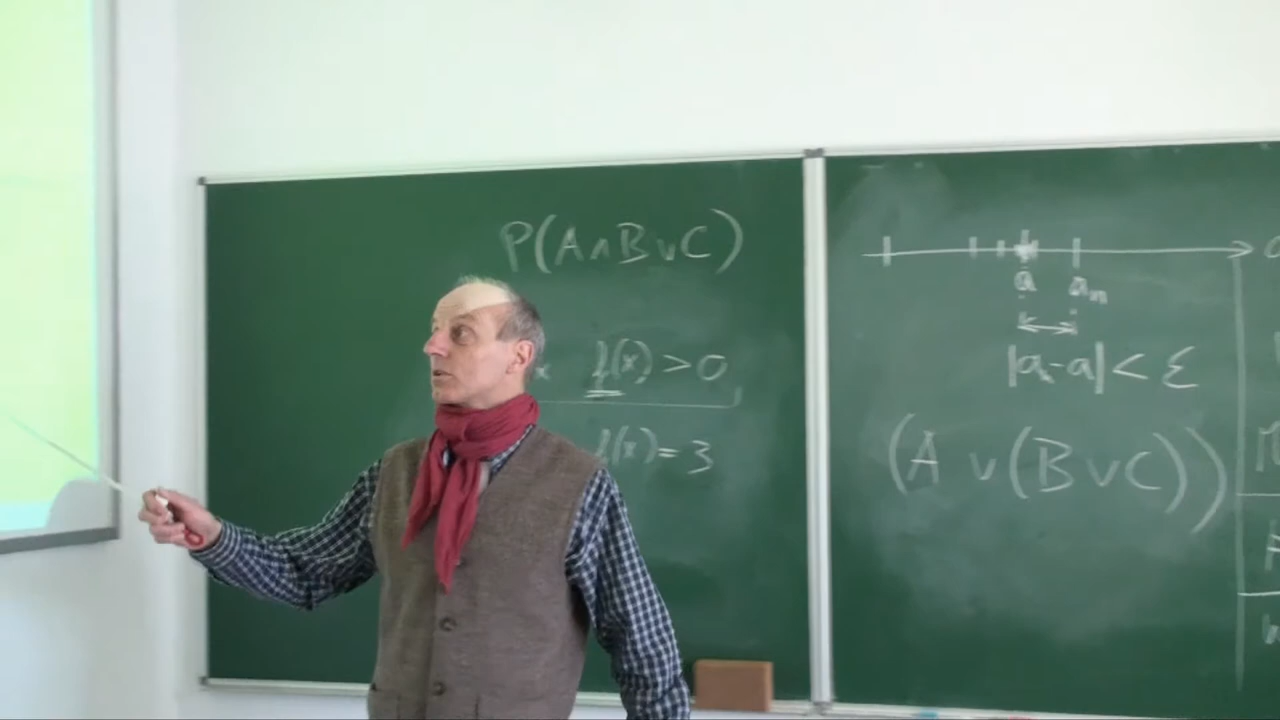 P(A∧B∨C)
f(x) > 0
f(x) = 3
a aₙ
|aₙ-a| < ε
(A ∨ (B ∨ C))